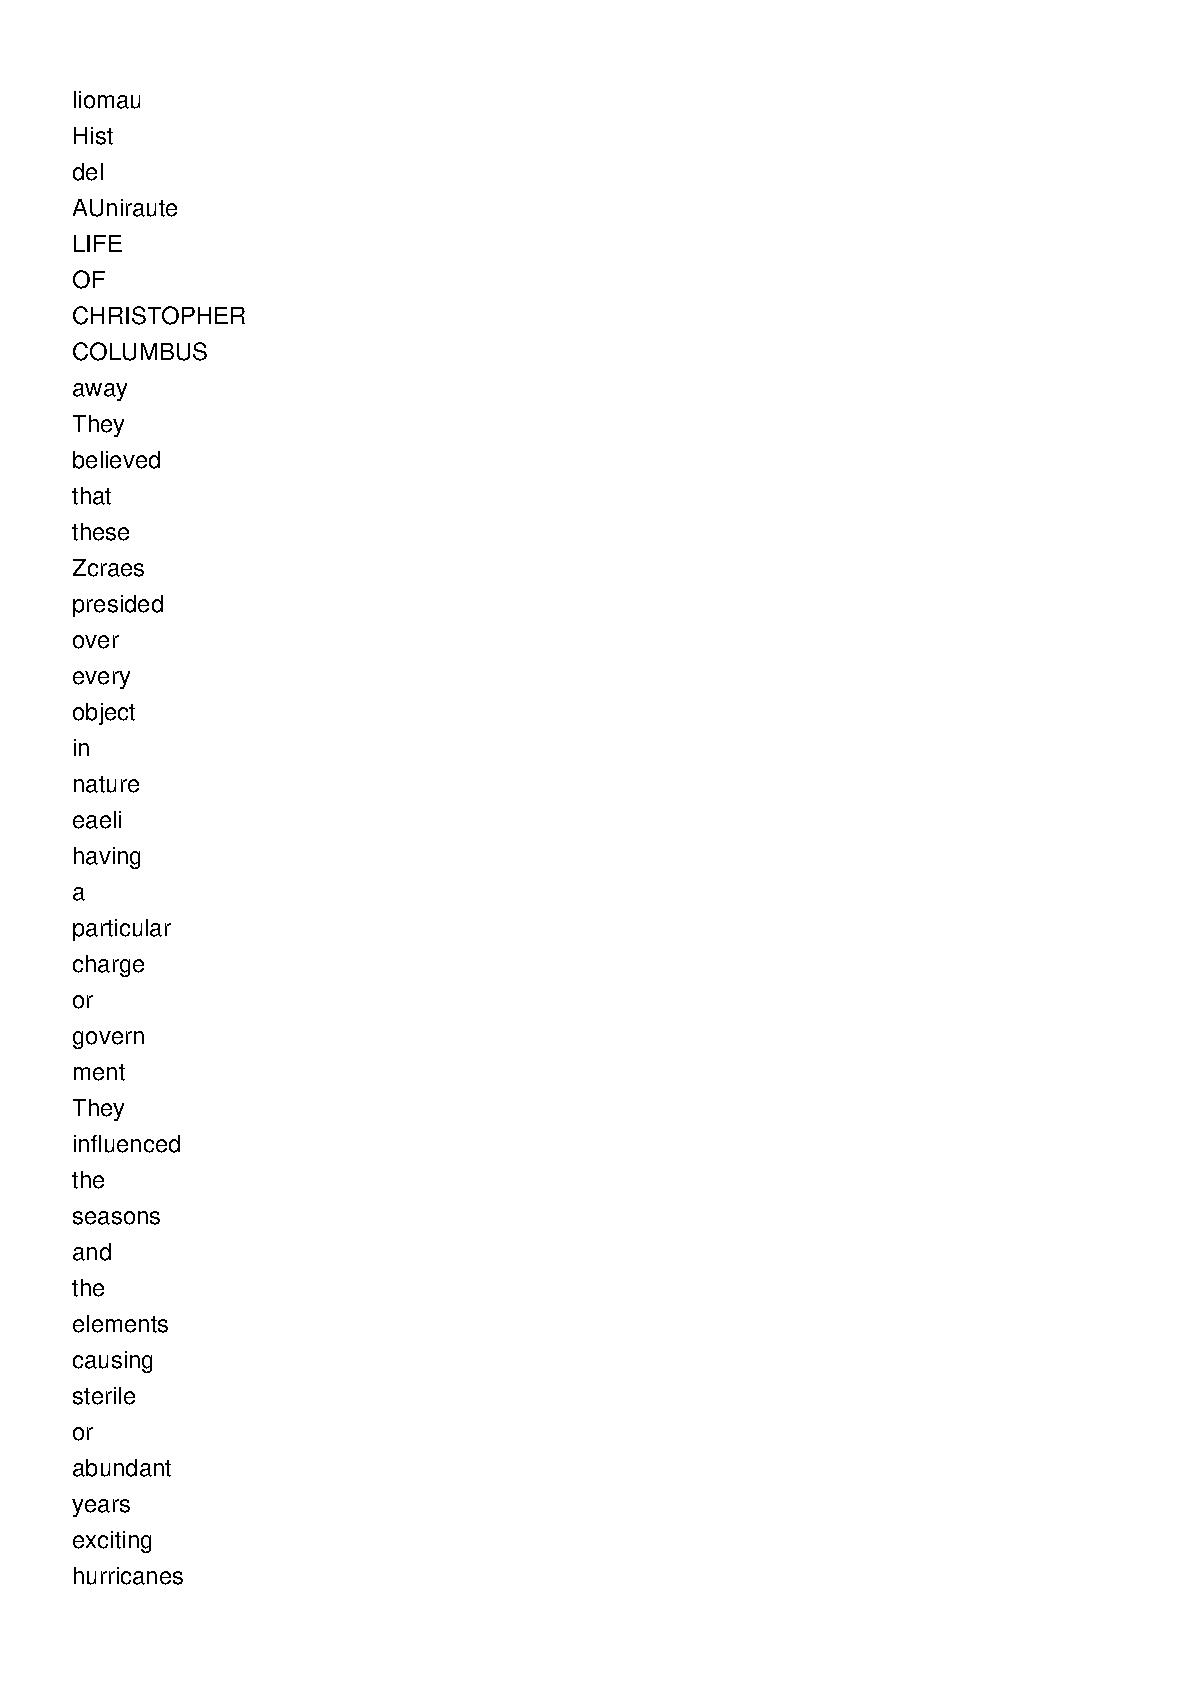 liomau
Hist
del
AUniraute
LIFE
OF
CHRISTOPHER
COLUMBUS
away
They
believed
that
these
Zcraes
presided
over
every
object
in
nature
eaeli
having
a
particular
charge
or
govern
ment
They
influenced
the
seasons
and
the
elements
causing
sterile
or
abundant
years
exciting
hurricanes